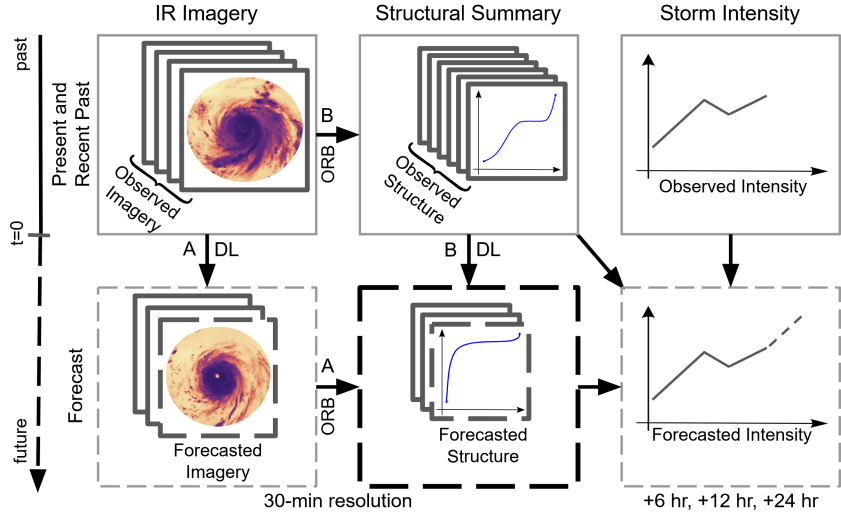 IR Imagery
Structural Summary
Storm Intensity
past
Present and
Recent Past
Observed
Imagery
B
ORB
Observed
Structure
Observed Intensity
t=0
A DL
B DL
Forecast
future
Forecasted
Imagery
A
ORB
Forecasted
Structure
Forecasted Intensity
30-min resolution
+6 hr, +12 hr, +24 hr